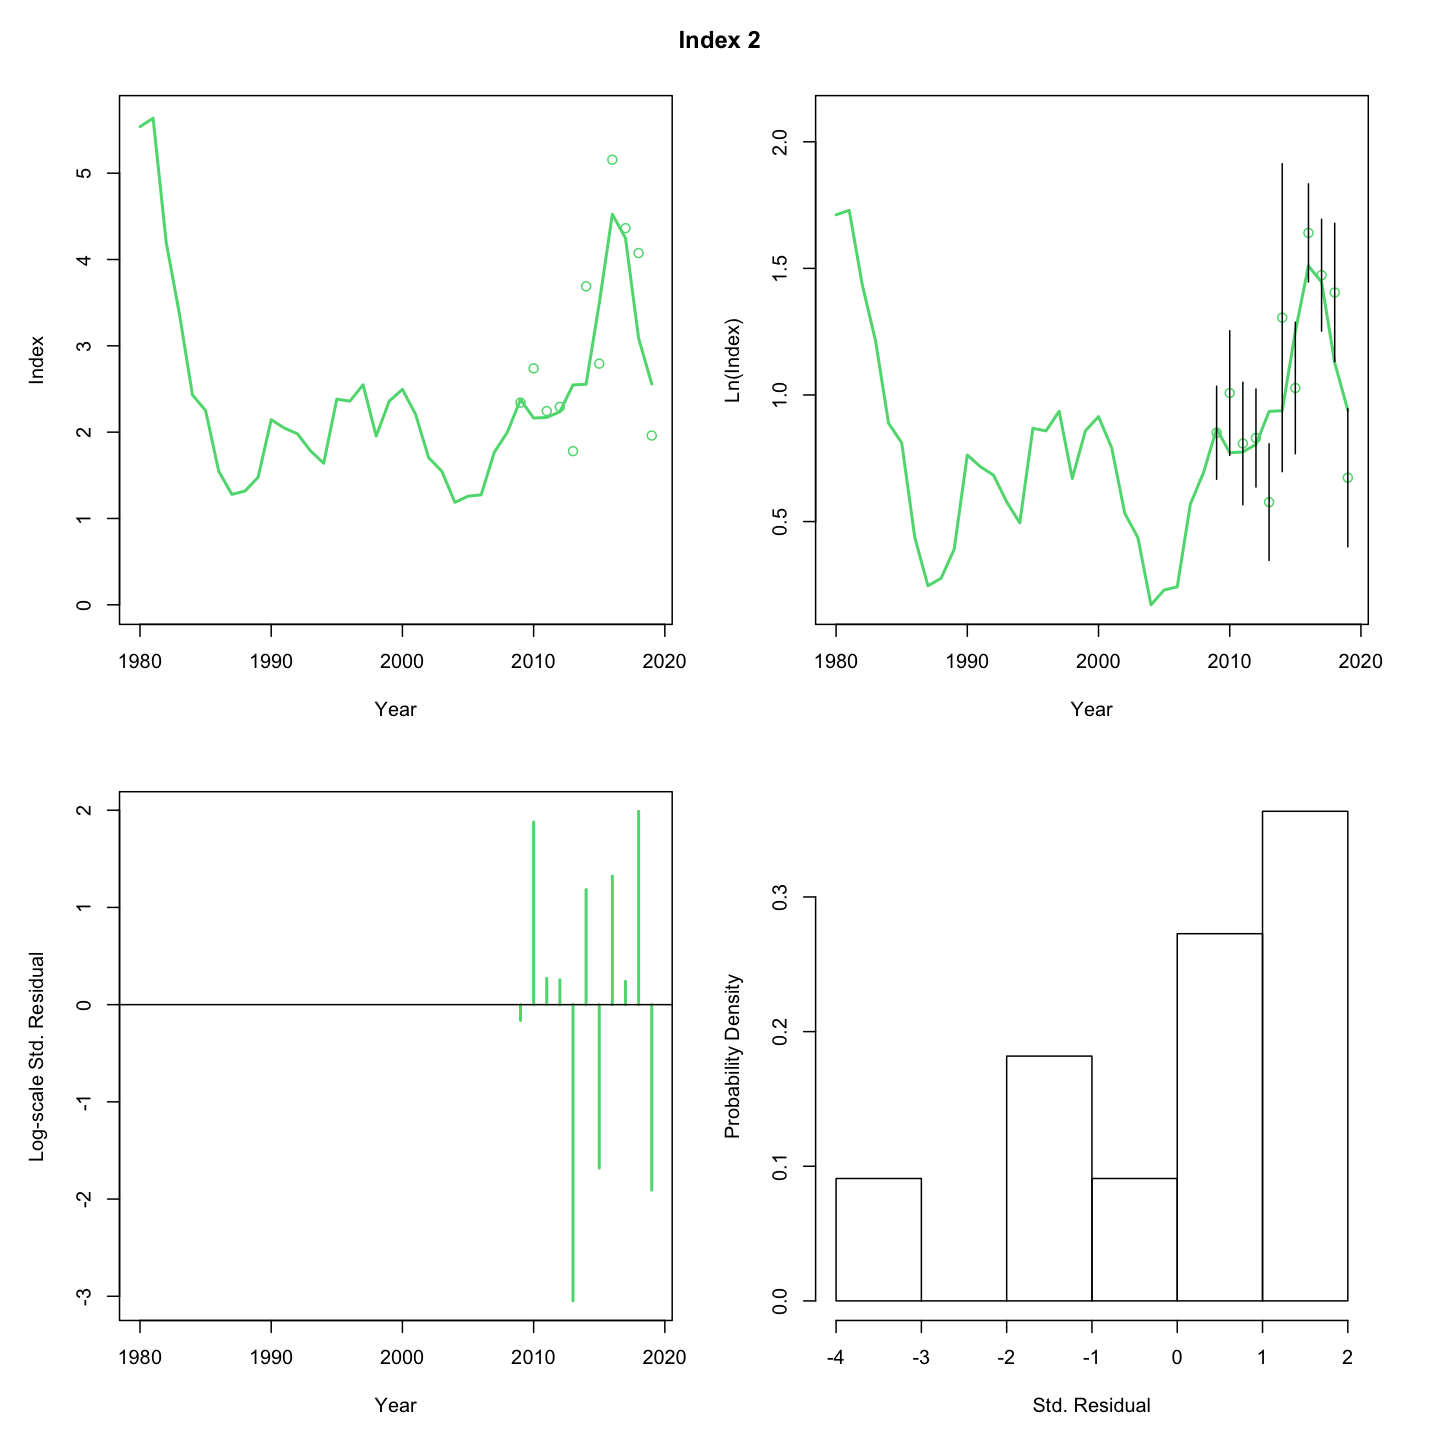 Index 2
Index
0 1 2 3 4 5
1980 1990 2000 2010 2020
Year
Ln(Index)
0.5 1.0 1.5 2.0
1980 1990 2000 2010 2020
Year
Log-scale Std. Residual
-3 -2 -1 0 1 2
1980 1990 2000 2010 2020
Year
Probability Density
0.0 0.1 0.2 0.3
-4 -3 -2 -1 0 1 2
Std. Residual